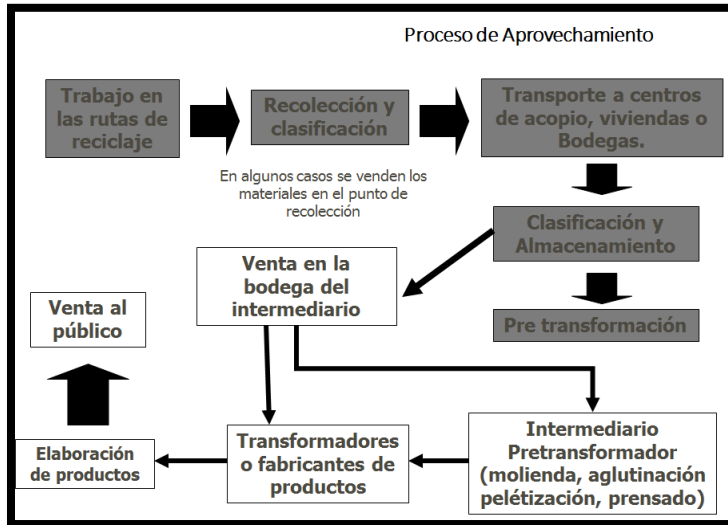 Proceso de Aprovechamiento
Trabajo en
las rutas de
reciclaje
Recolección y
clasificación
Transporte a centros
de acopio, viviendas o
Bodegas.
En algunos casos se venden los
materiales en el punto de
recolección
Clasificación y
Almacenamiento
Venta en la
bodega del
intermediario
Pre transformación
Venta al
público
Elaboración
de productos
Transformadores
o fabricantes de
productos
Intermediario
Pretransformador
(molienda, aglutinación
pelétización, prensado)